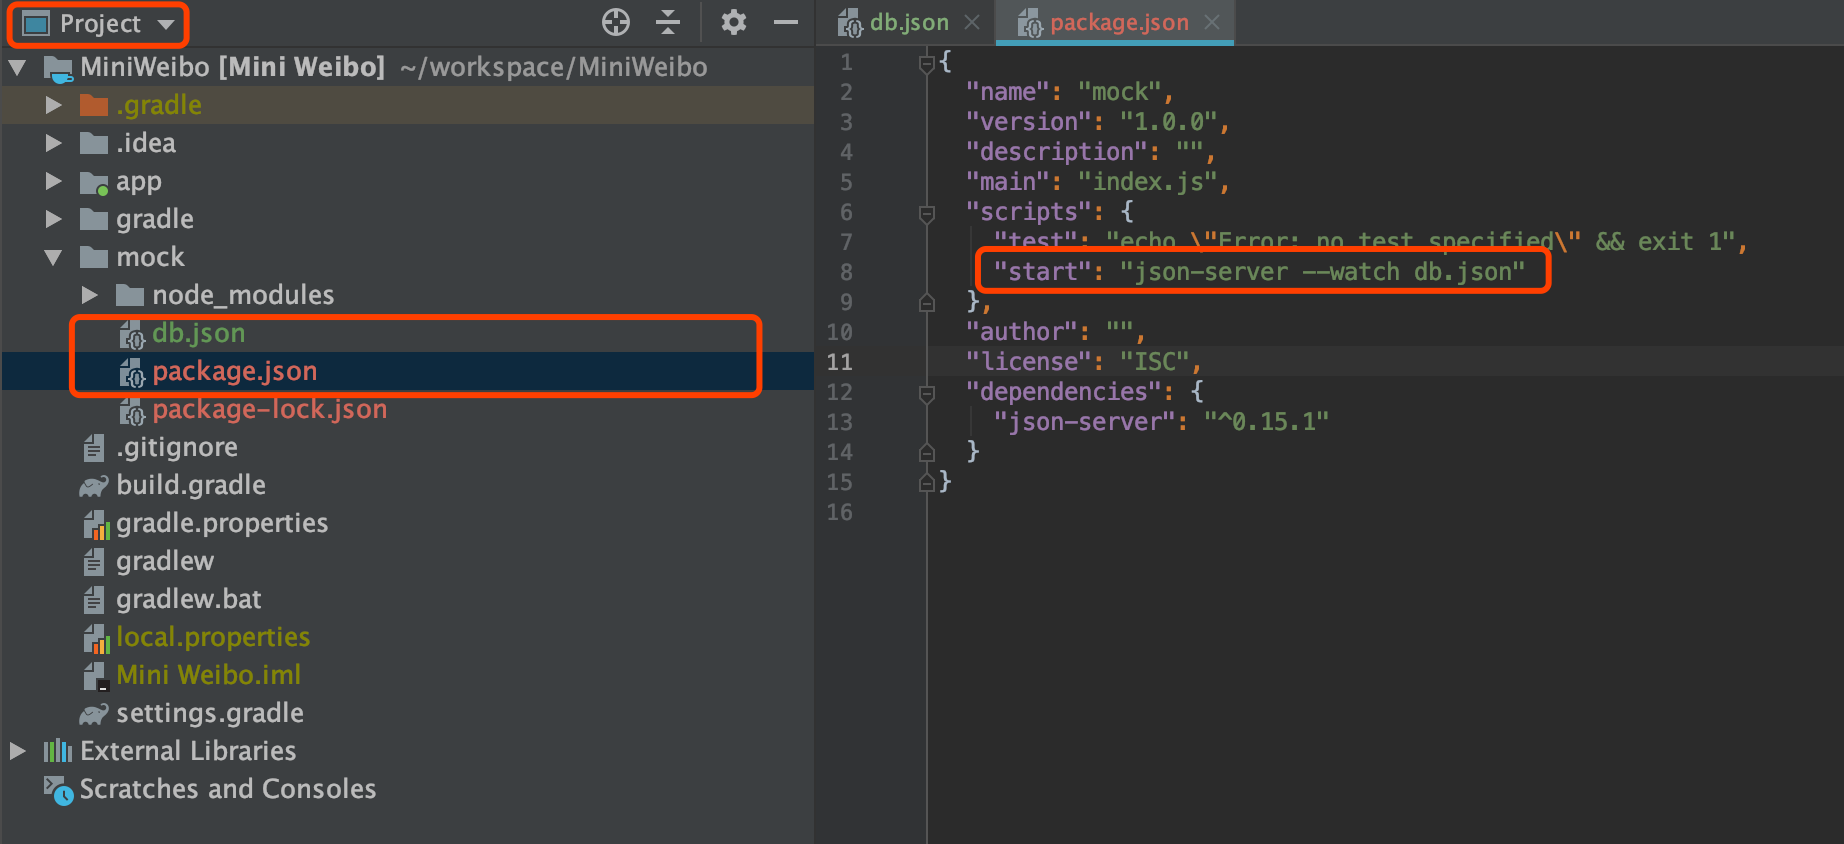 Project
MiniWeibo [Mini Weibo] ~/workspace/MiniWeibo
.gradle
.idea
app
gradle
mock
node_modules
db.json
package.json
package-lock.json
.gitignore
build.gradle
gradle.properties
gradlew
gradlew.bat
local.properties
Mini Weibo.iml
settings.gradle
External Libraries
Scratches and Consoles
db.json
package.json
1 {
2 "name": "mock",
3 "version": "1.0.0",
4 "description": "",
5 "main": "index.js",
6 "scripts": {
7 "test": "echo \"Error: no test specified\" && exit 1",
8 "start": "json-server --watch db.json"
9 },
10 "author": "",
11 "license": "ISC",
12 "dependencies": {
13 "json-server": "^0.15.1"
14 }
15 }
16